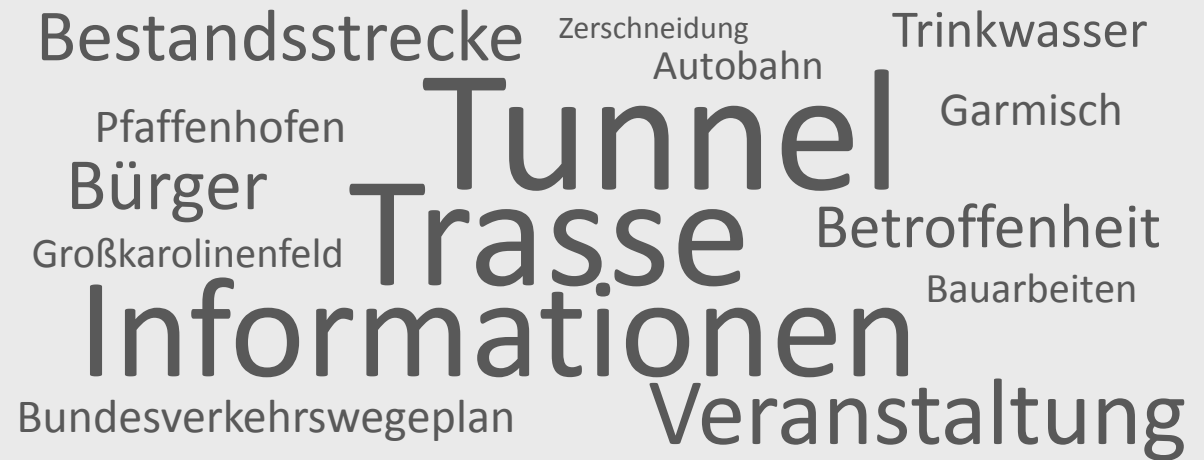 Bestandsstrecke
Zerschneidung
Trinkwasser
Autobahn
Tunnel
Garmisch
Pfaffenhofen
Bürger
Trasse
Betroffenheit
Großkarolinenfeld
Bauarbeiten
Informationen
Veranstaltung
Bundesverkehrswegeplan